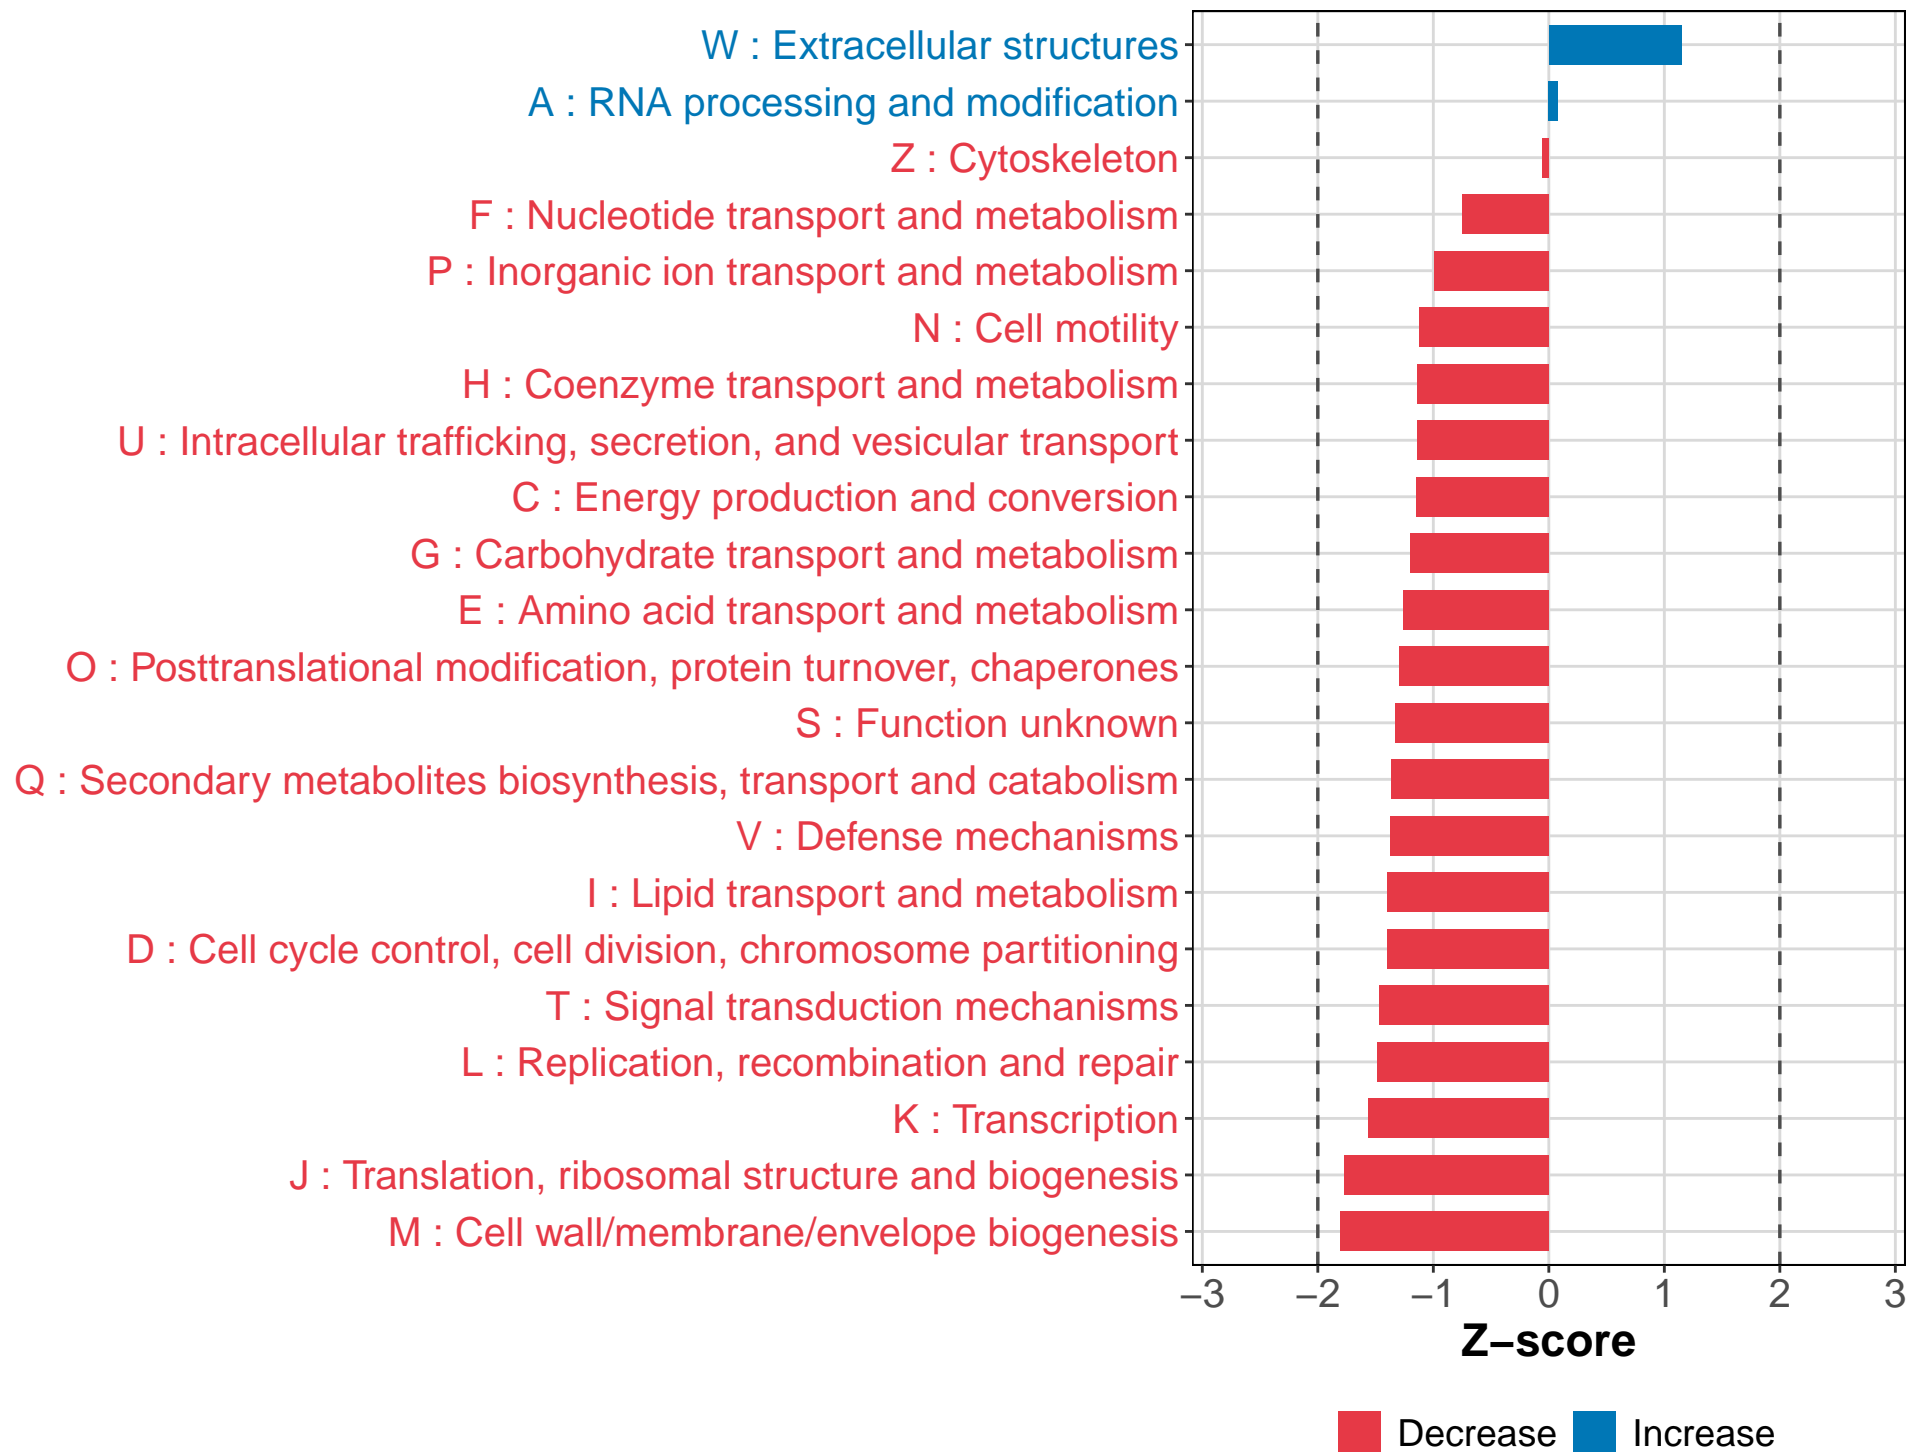 W : Extracellular structures
A : RNA processing and modification
Z : Cytoskeleton
F : Nucleotide transport and metabolism
P : Inorganic ion transport and metabolism
N : Cell motility
H : Coenzyme transport and metabolism
U : Intracellular trafficking, secretion, and vesicular transport
C : Energy production and conversion
G : Carbohydrate transport and metabolism
E : Amino acid transport and metabolism
O : Posttranslational modification, protein turnover, chaperones
S : Function unknown
Q : Secondary metabolites biosynthesis, transport and catabolism
V : Defense mechanisms
I : Lipid transport and metabolism
D : Cell cycle control, cell division, chromosome partitioning
T : Signal transduction mechanisms
L : Replication, recombination and repair
K : Transcription
J : Translation, ribosomal structure and biogenesis
M : Cell wall/membrane/envelope biogenesis
−3 −2 −1 0 1 2 3
Z−score
Decrease Increase